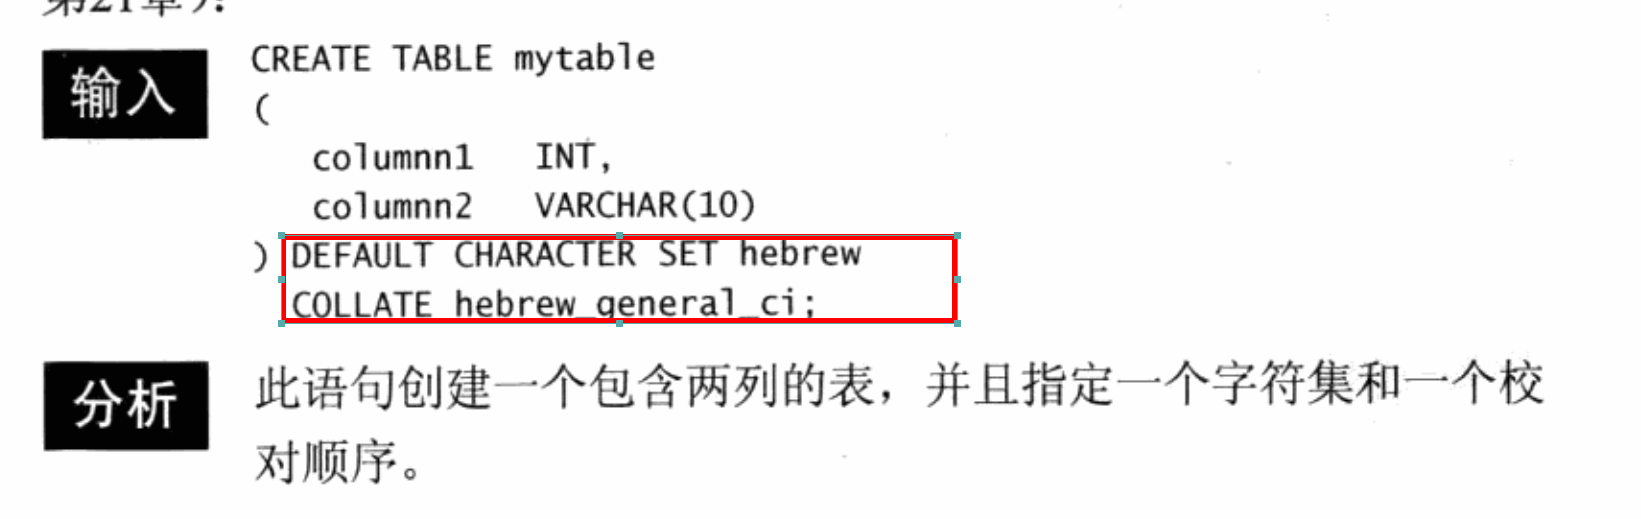 第21章）：
输入
CREATE TABLE mytable
(
columnn1 INT,
columnn2 VARCHAR(10)
) DEFAULT CHARACTER SET hebrew
COLLATE hebrew_general_ci;
分析
此语句创建一个包含两列的表，并且指定一个字符集和一个校
对顺序。